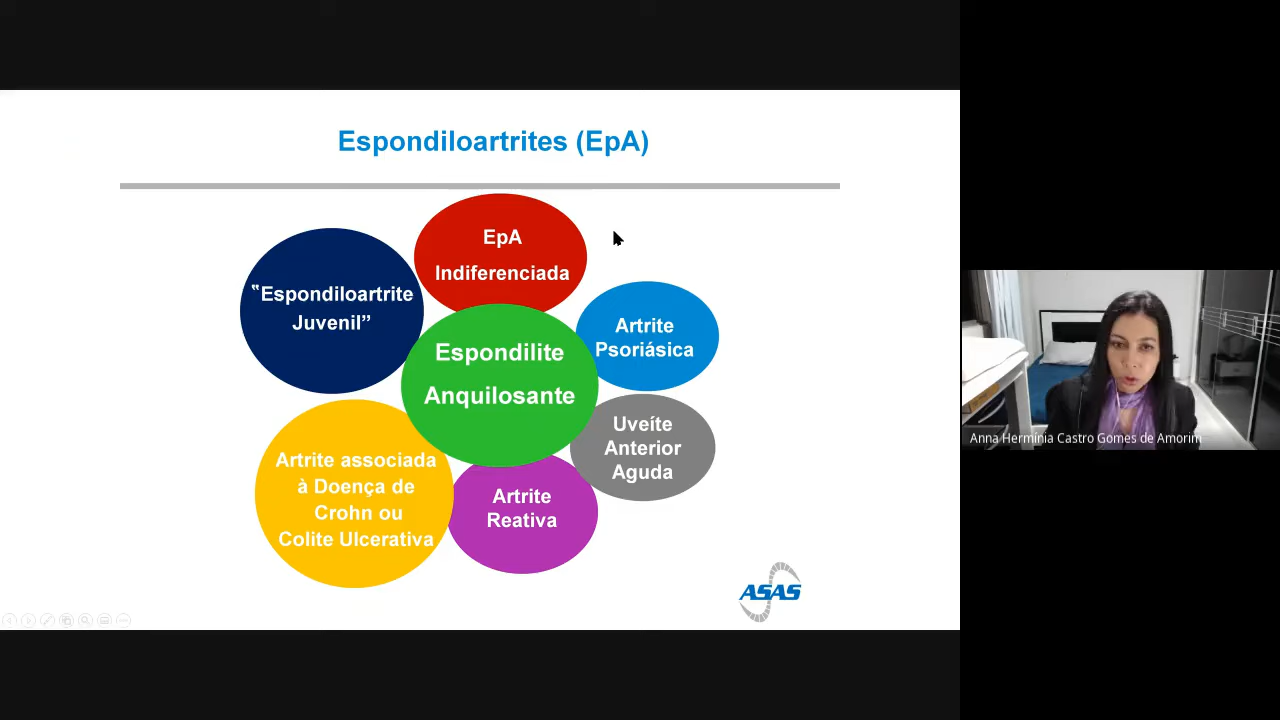 Espondiloartrites (EpA)
EpA
Indiferenciada
‟Espondiloartrite
Juvenil”
Artrite
Psoriásica
Espondilite
Anquilosante
Uveíte
Anterior
Aguda
Artrite associada
à Doença de
Crohn ou
Colite Ulcerativa
Artrite
Reativa
ASAS
Anna Hermínia Castro Gomes de Amorim